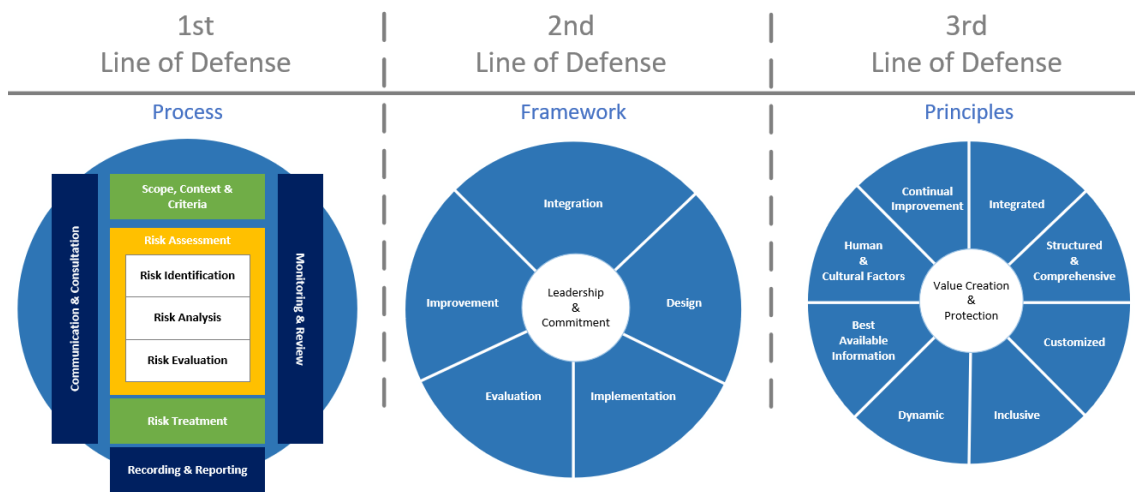 1st
Line of Defense
2nd
Line of Defense
3rd
Line of Defense
Process
Framework
Principles
Communication & Consultation
Scope, Context &
Criteria
Risk Assessment
Risk Identification
Risk Analysis
Risk Evaluation
Risk Treatment
Monitoring & Review
Recording & Reporting
Integration
Design
Implementation
Evaluation
Improvement
Leadership
&
Commitment
Continual
Improvement
Integrated
Structured
&
Comprehensive
Customized
Inclusive
Dynamic
Best
Available
Information
Human
&
Cultural Factors
Value Creation
&
Protection